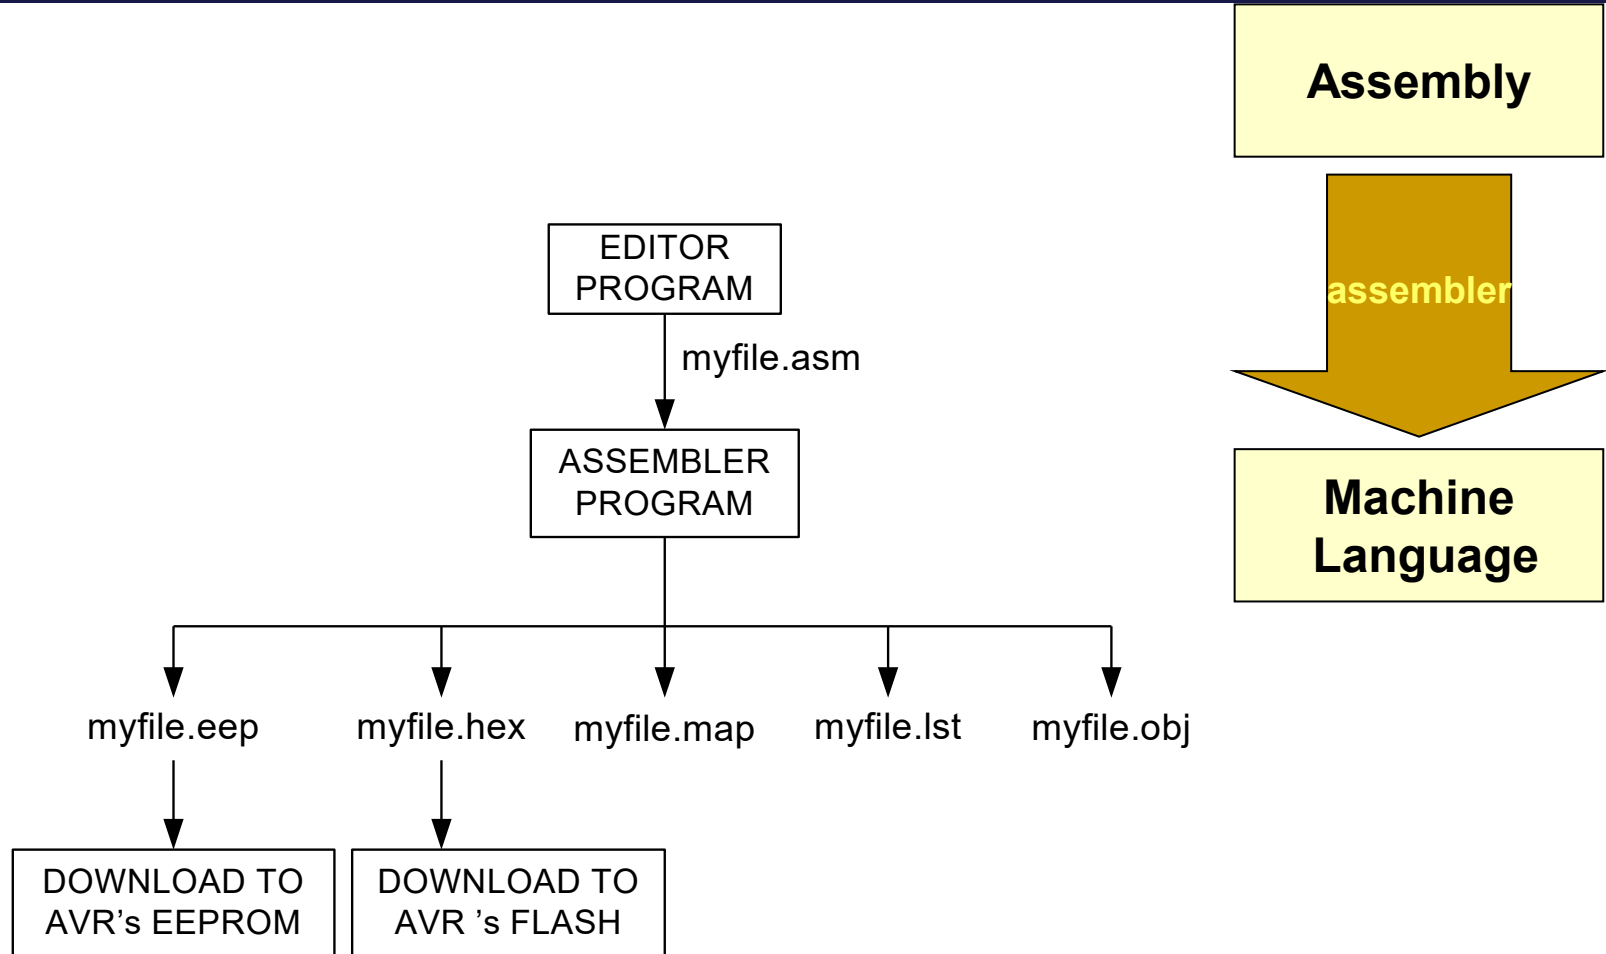 Assembly
EDITOR
PROGRAM
assembler
myfile.asm
ASSEMBLER
PROGRAM
Machine
Language
myfile.eep
myfile.hex
myfile.map
myfile.lst
myfile.obj
DOWNLOAD TO
AVR's EEPROM
DOWNLOAD TO
AVR 's FLASH